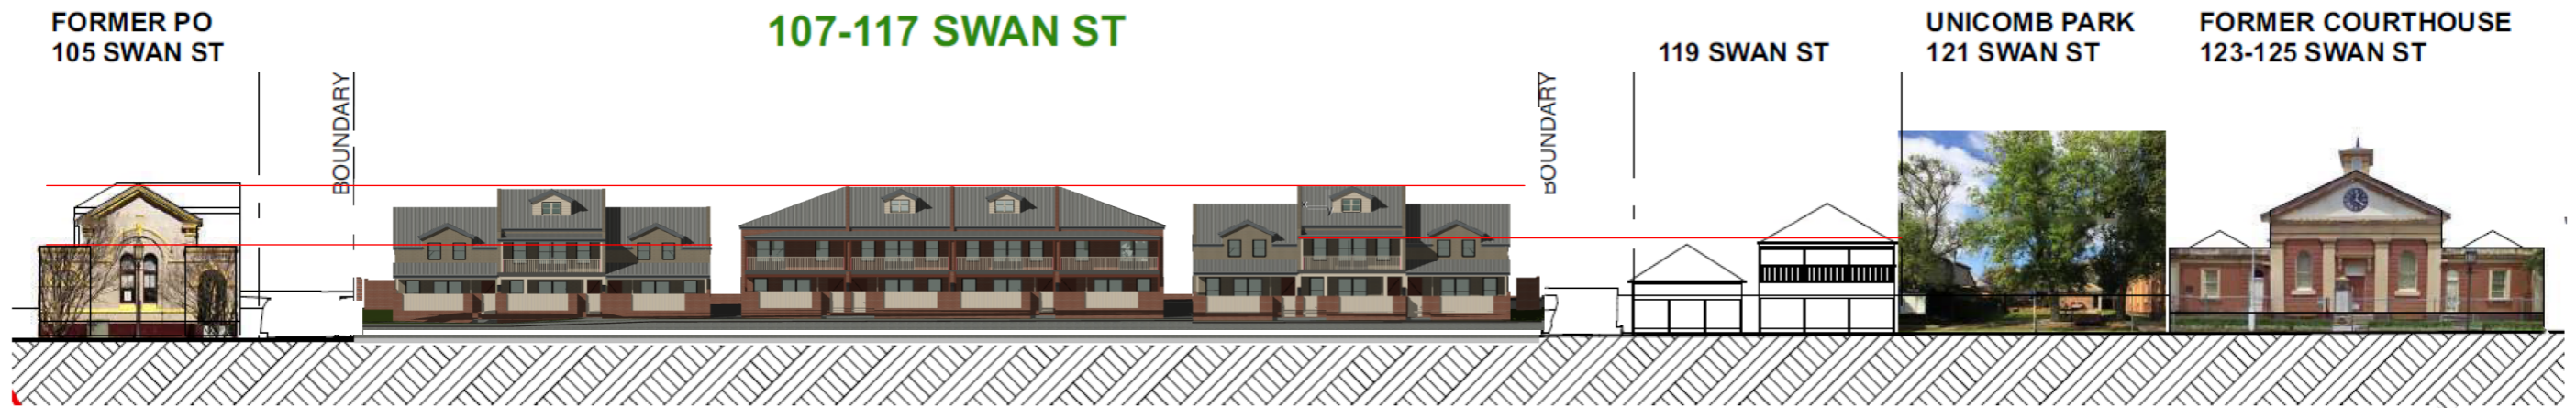 FORMER PO
105 SWAN ST
107-117 SWAN ST
119 SWAN ST
UNICOMB PARK
121 SWAN ST
FORMER COURTHOUSE
123-125 SWAN ST
BOUNDARY
BOUNDARY